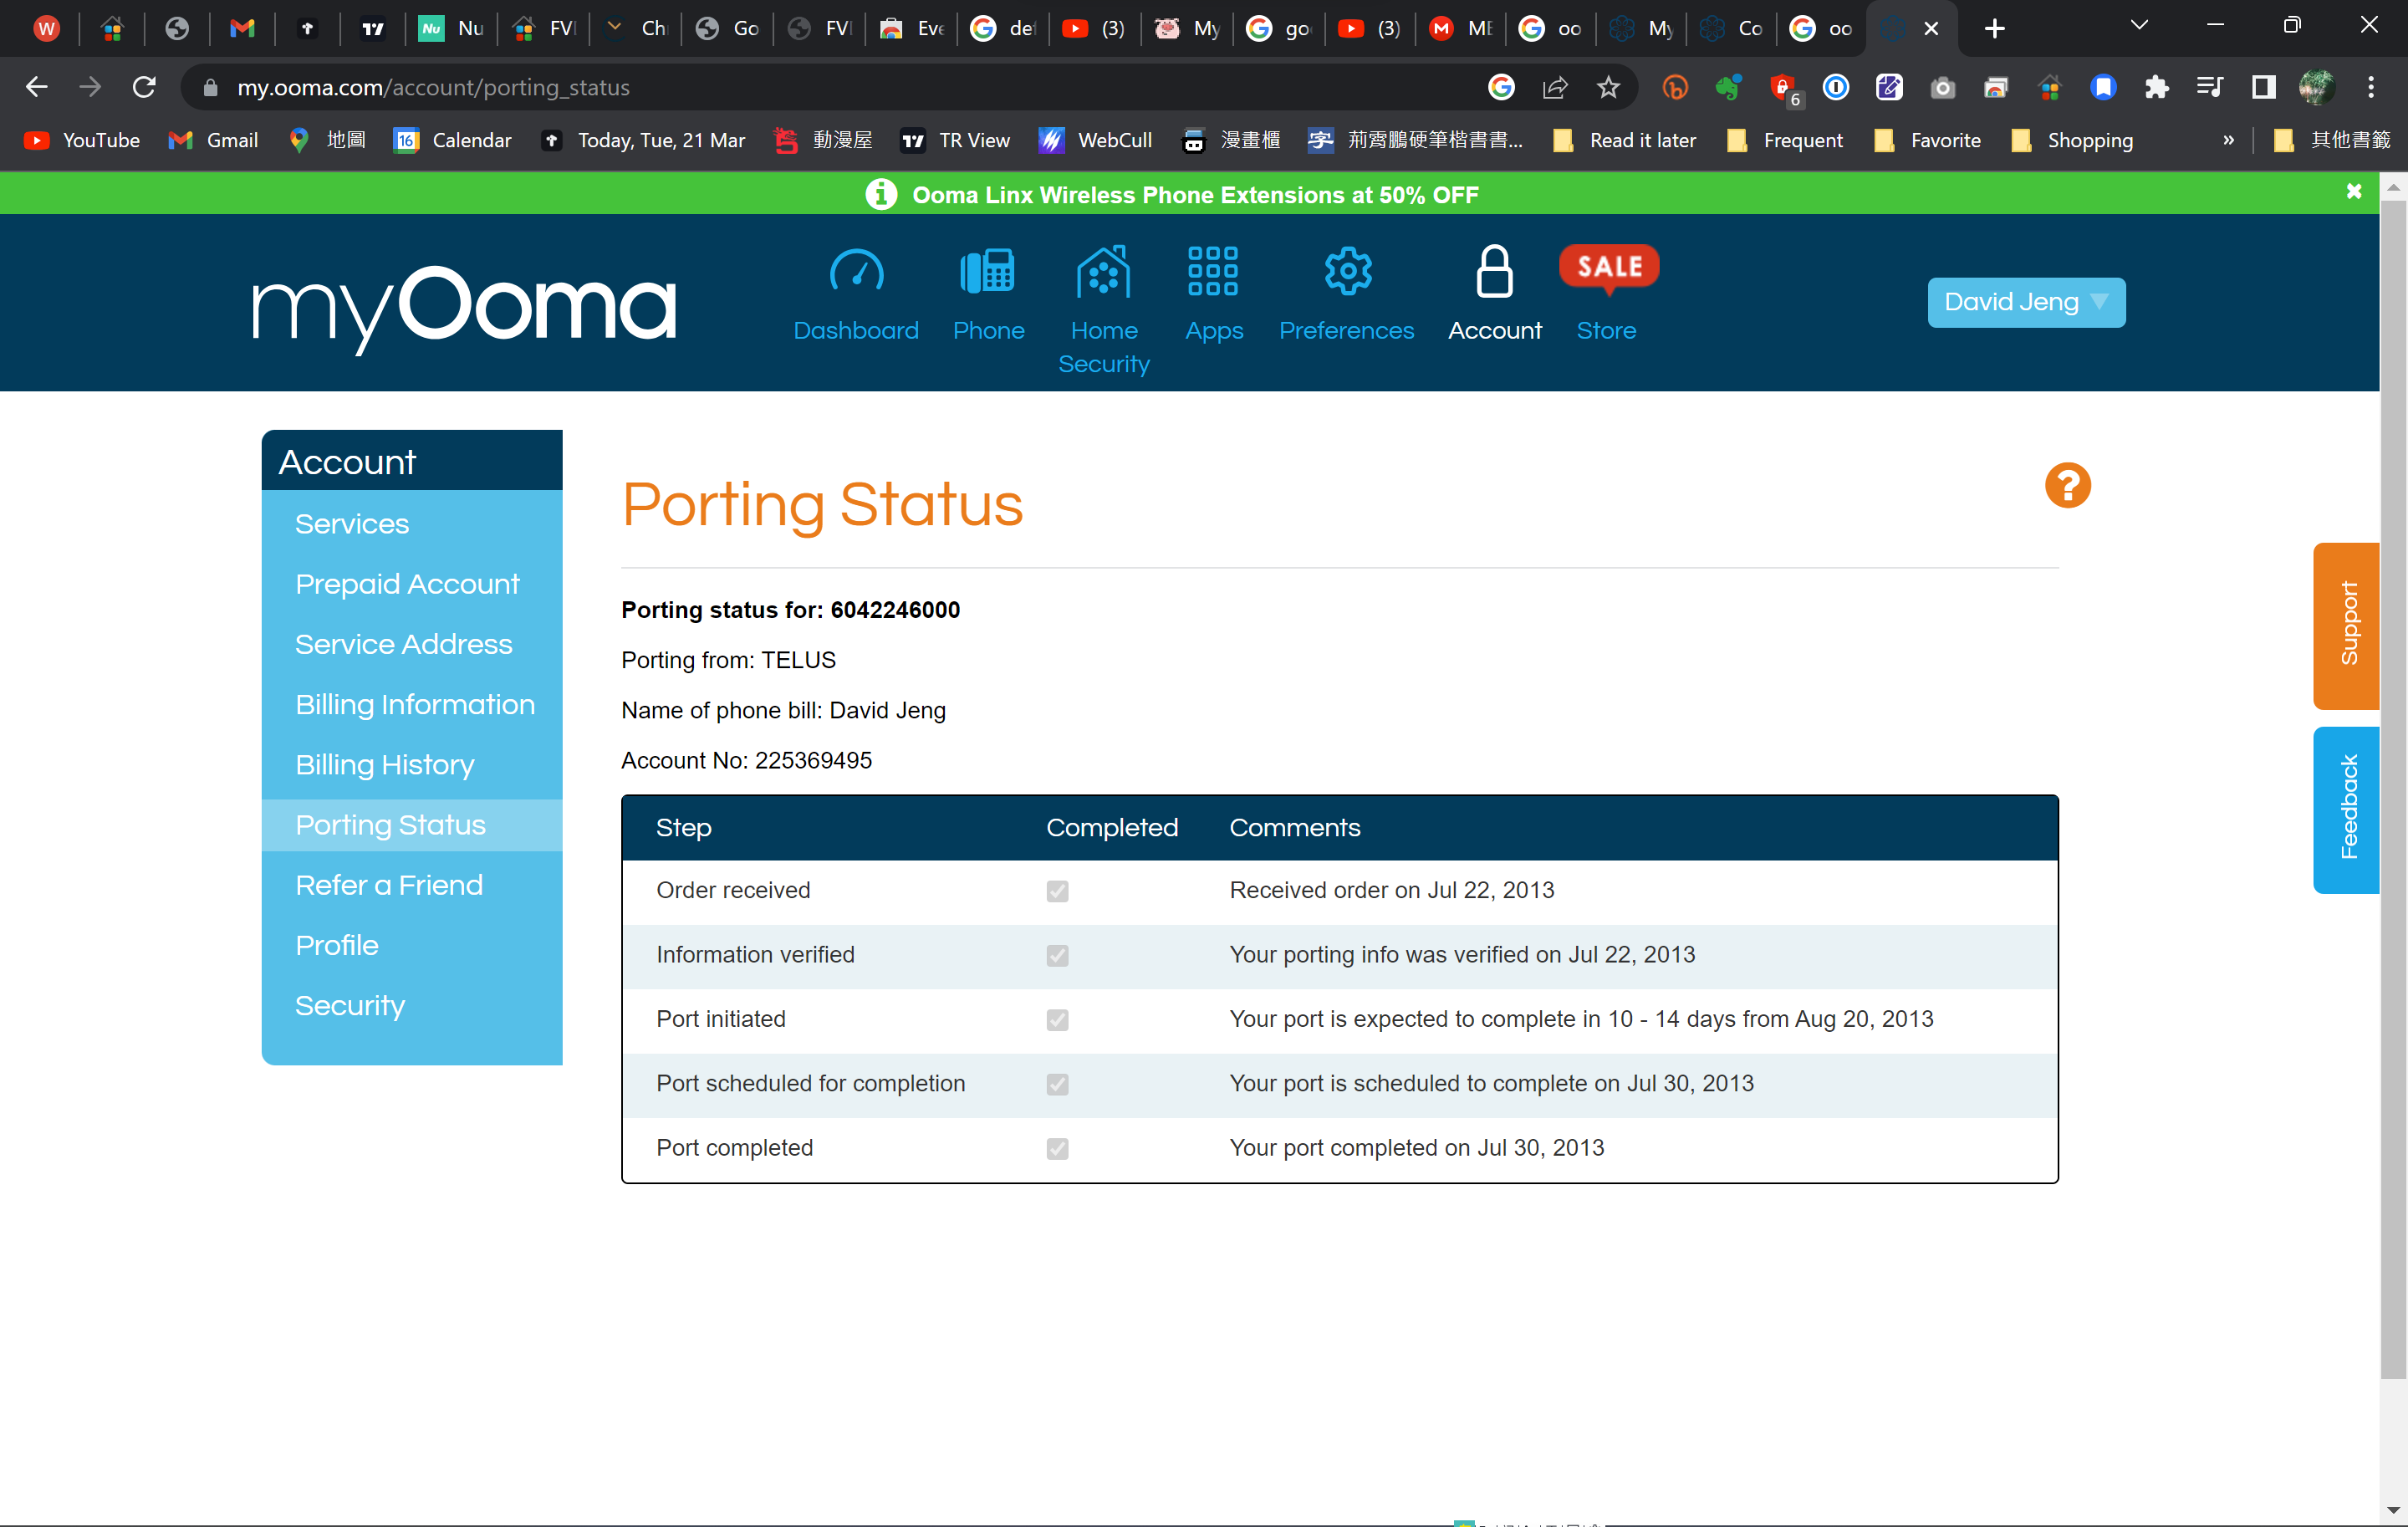 W
Nu
FVI
Ch
Go
FVI
Eve
de
(3)
My
go
(3)
ME
oo
My
Co
oo
my.ooma.com/account/porting_status
6
YouTube Gmail 地圖 16 Calendar Today, Tue, 21 Mar 動漫屋 TR View WebCull 漫畫櫃 字 荊霄鵬硬筆楷書書... Read it later Frequent Favorite Shopping » 其他書籤
Ooma Linx Wireless Phone Extensions at 50% OFF
myOoma
Dashboard
Phone
Home Security
Apps
Preferences
Account
SALE
Store
David Jeng
Account
Services
Prepaid Account
Service Address
Billing Information
Billing History
Porting Status
Refer a Friend
Profile
Security
Porting Status
?
Porting status for: 6042246000
Porting from: TELUS
Name of phone bill: David Jeng
Account No: 225369495
Step Completed Comments
Order received Received order on Jul 22, 2013
Information verified Your porting info was verified on Jul 22, 2013
Port initiated Your port is expected to complete in 10 - 14 days from Aug 20, 2013
Port scheduled for completion Your port is scheduled to complete on Jul 30, 2013
Port completed Your port completed on Jul 30, 2013
Support
Feedback